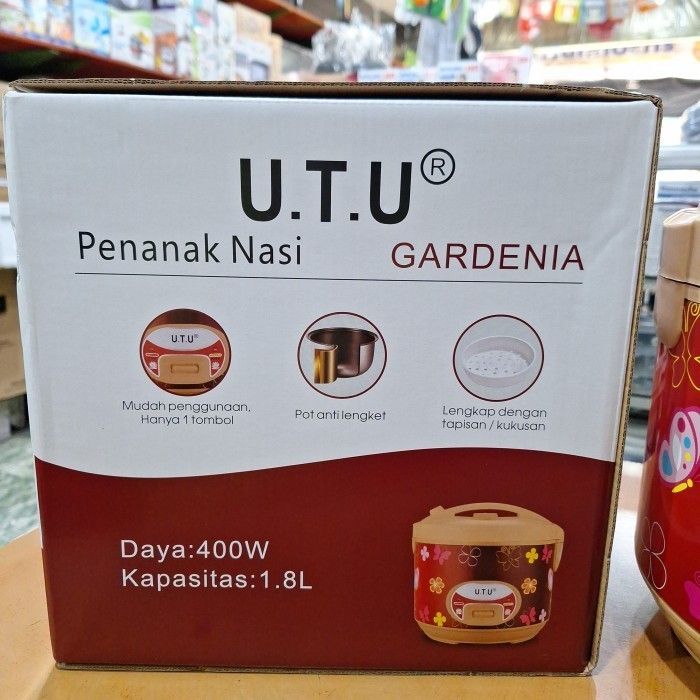 U.T.U®
Penanak Nasi GARDENIA
U.T.U®
Mudah penggunaan,
Hanya 1 tombol
Pot anti lengket
Lengkap dengan
tapisan / kukusan
Daya:400W
Kapasitas:1.8L
U.T.U®